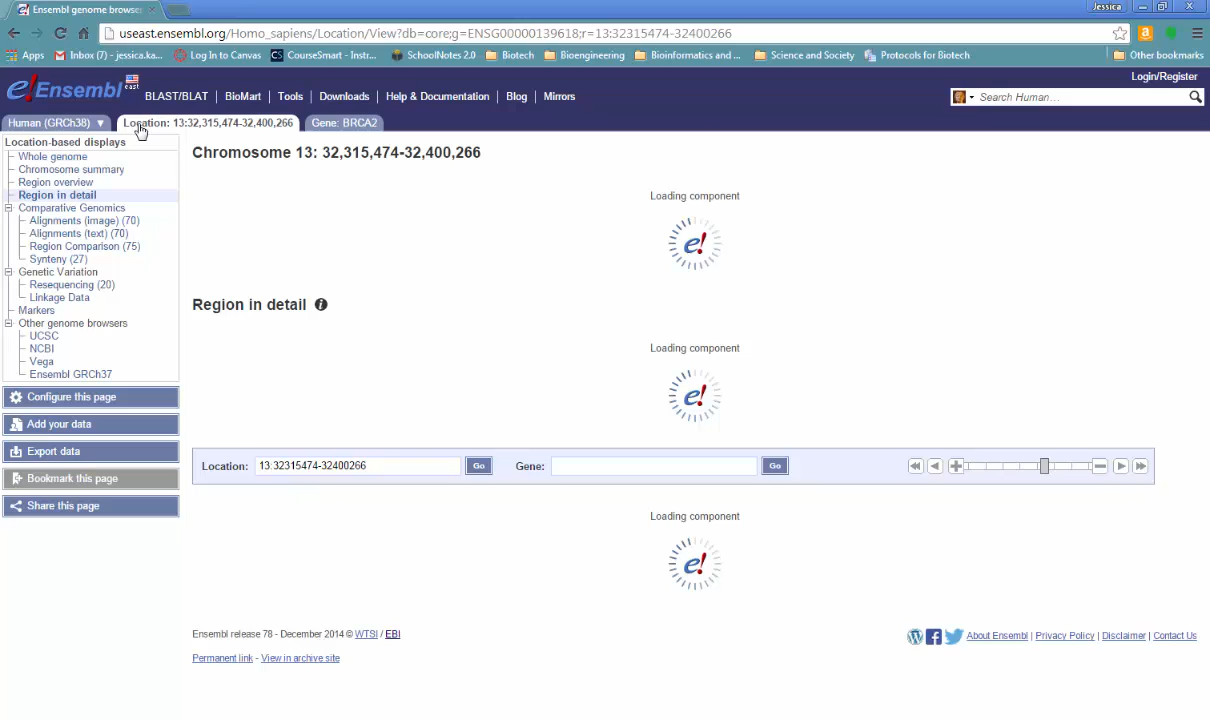 Ensembl genome browser
Jessica
useast.ensembl.org/Homo_sapiens/Location/View?db=core;g=ENSG00000139618;r=13:32315474-32400266
Apps
Inbox (7) - jessica.ka...
Log In to Canvas
CS CourseSmart - Instr...
SchoolNotes 2.0
Biotech
Bioengineering
Bioinformatics and ...
Science and Society
Protocols for Biotech
Other bookmarks
Login/Register
e!Ensembl east
BLAST/BLAT | BioMart | Tools | Downloads | Help & Documentation | Blog | Mirrors
Search Human…
Human (GRCh38) ▼
Location: 13:32,315,474-32,400,266
Gene: BRCA2
Location-based displays
Whole genome
Chromosome summary
Region overview
Region in detail
Comparative Genomics
Alignments (image) (70)
Alignments (text) (70)
Region Comparison (75)
Synteny (27)
Genetic Variation
Resequencing (20)
Linkage Data
Markers
Other genome browsers
UCSC
NCBI
Vega
Ensembl GRCh37
Configure this page
Add your data
Export data
Bookmark this page
Share this page
Chromosome 13: 32,315,474-32,400,266
Loading component
e!
Region in detail i
Loading component
e!
Location: 13:32315474-32400266 Go Gene: Go
Loading component
e!
Ensembl release 78 - December 2014 © WTSI / EBI
Permanent link - View in archive site
About Ensembl | Privacy Policy | Disclaimer | Contact Us